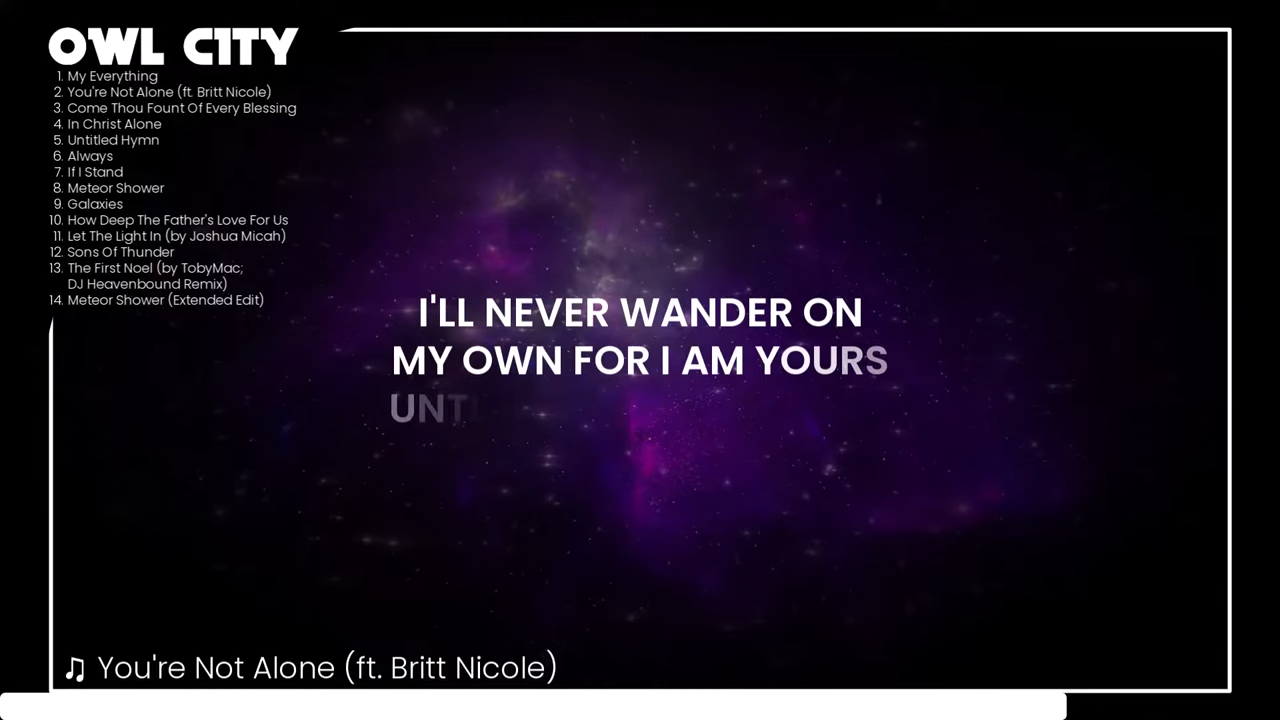 OWL CITY
1. My Everything
2. You're Not Alone (ft. Britt Nicole)
3. Come Thou Fount Of Every Blessing
4. In Christ Alone
5. Untitled Hymn
6. Always
7. If I Stand
8. Meteor Shower
9. Galaxies
10. How Deep The Father's Love For Us
11. Let The Light In (by Joshua Micah)
12. Sons Of Thunder
13. The First Noel (by TobyMac;
DJ Heavenbound Remix)
14. Meteor Shower (Extended Edit)
I'LL NEVER WANDER ON
MY OWN FOR I AM YOURS
UNTI
♫ You're Not Alone (ft. Britt Nicole)